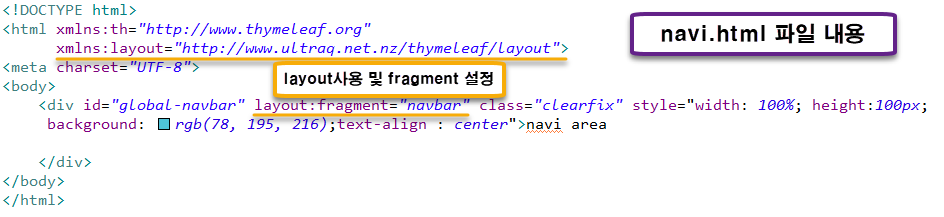 <!DOCTYPE html>
<html xmlns:th="http://www.thymeleaf.org"
xmlns:layout="http://www.ultraq.net.nz/thymeleaf/layout">
navi.html 파일 내용
<meta charset="UTF-8">
<body>
layout사용 및 fragment 설정
<div id="global-navbar" layout:fragment="navbar" class="clearfix" style="width: 100%; height:100px;
background: rgb(78, 195, 216);text-align : center">navi area
</div>
</body>
</html>